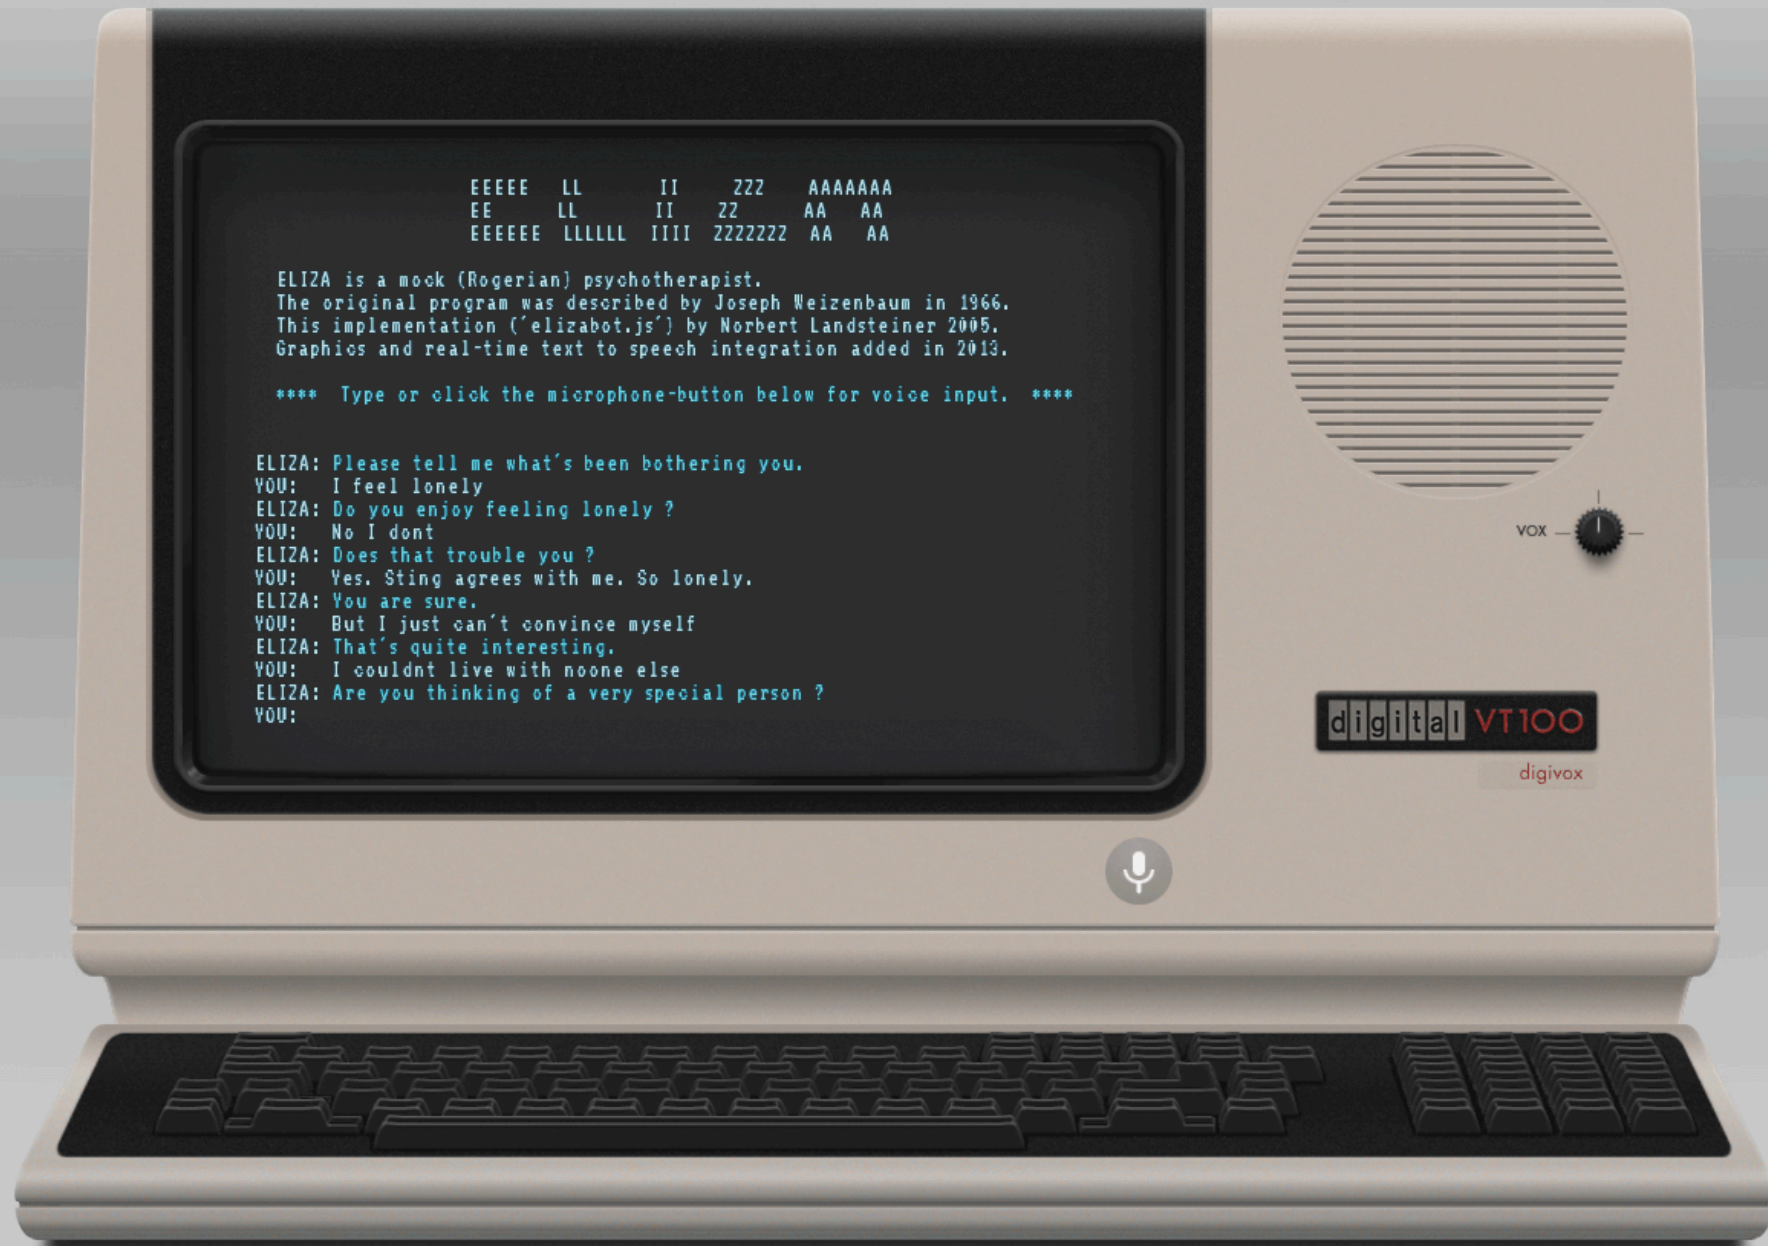 EEEEE LL II ZZZ AAAAAAA
EE LL II ZZ AA AA
EEEEEE LLLLLL IIII ZZZZZZZ AA AA
ELIZA is a mock (Rogerian) psychotherapist.
The original program was described by Joseph Weizenbaum in 1966.
This implementation (´elizabot.js´) by Norbert Landsteiner 2005.
Graphics and real-time text to speech integration added in 2013.
**** Type or click the microphone-button below for voice input. ****
ELIZA: Please tell me what´s been bothering you.
YOU: I feel lonely
ELIZA: Do you enjoy feeling lonely ?
YOU: No I dont
ELIZA: Does that trouble you ?
YOU: Yes. Sting agrees with me. So lonely.
ELIZA: You are sure.
YOU: But I just can´t convince myself
ELIZA: That´s quite interesting.
YOU: I couldnt live with noone else
ELIZA: Are you thinking of a very special person ?
YOU:
VOX
digital VT100
digivox